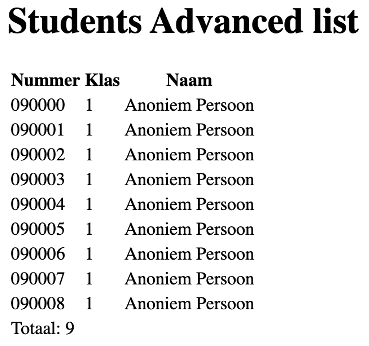 Students Advanced list
Nummer Klas Naam
090000 1 Anoniem Persoon
090001 1 Anoniem Persoon
090002 1 Anoniem Persoon
090003 1 Anoniem Persoon
090004 1 Anoniem Persoon
090005 1 Anoniem Persoon
090006 1 Anoniem Persoon
090007 1 Anoniem Persoon
090008 1 Anoniem Persoon
Totaal: 9